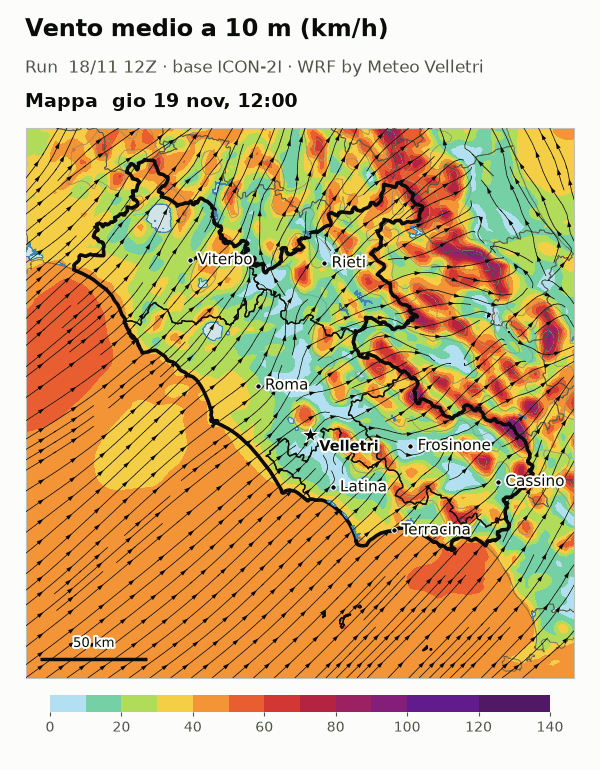 Vento medio a 10 m (km/h)
Run 18/11 12Z · base ICON-2I · WRF by Meteo Velletri
Mappa gio 19 nov, 12:00
Viterbo
Rieti
Roma
Velletri
Frosinone
Cassino
Latina
Terracina
50 km
0 20 40 60 80 100 120 140